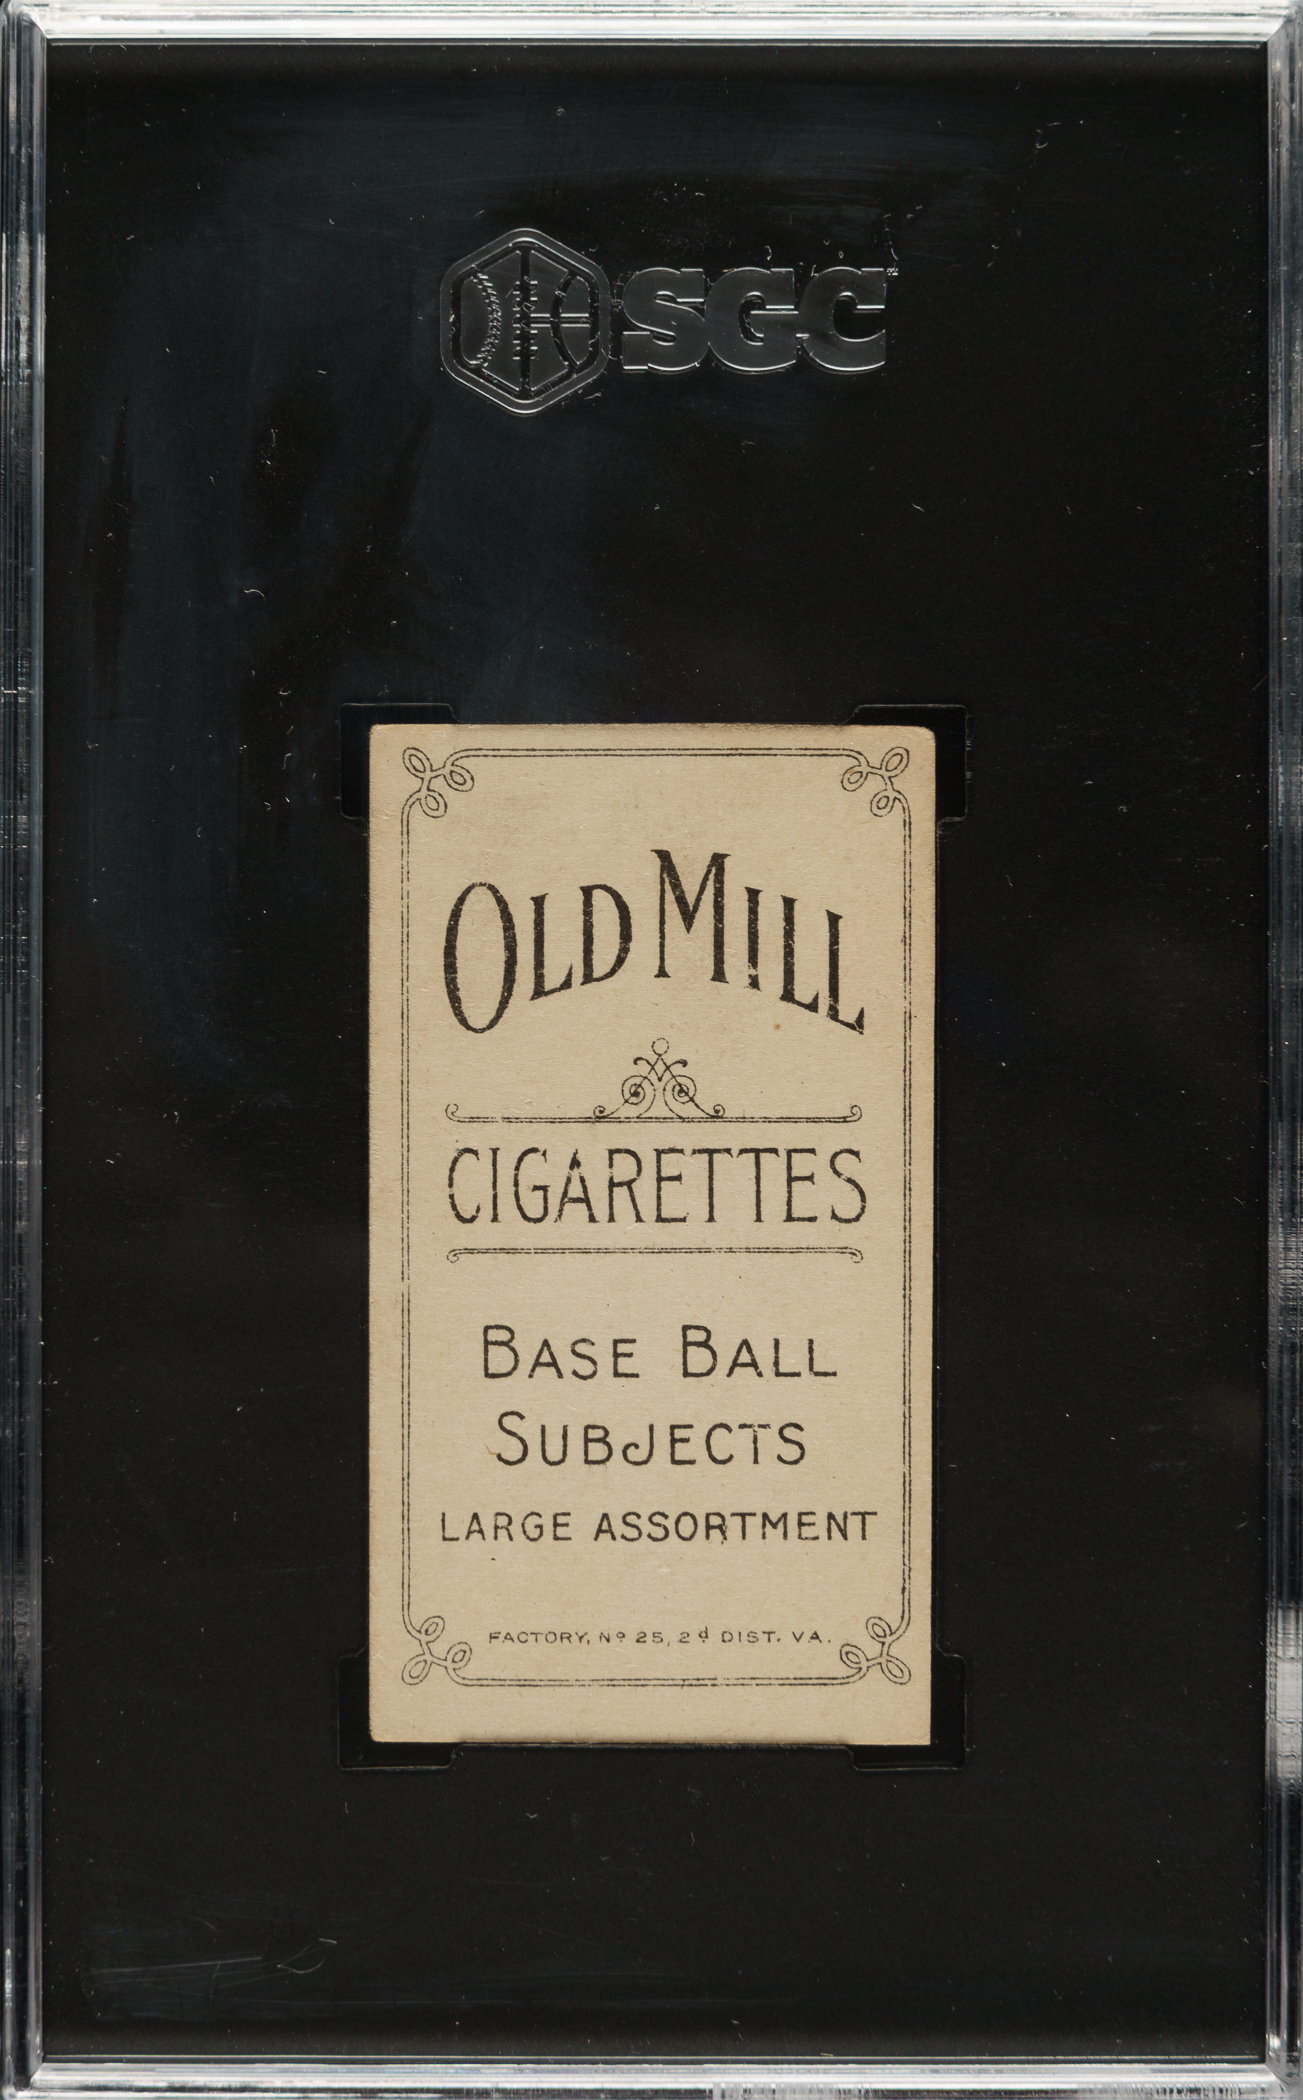 SGC
OLD MILL
CIGARETTES
BASE BALL
SUBJECTS
LARGE ASSORTMENT
FACTORY, Nº 25, 2d DIST. VA.